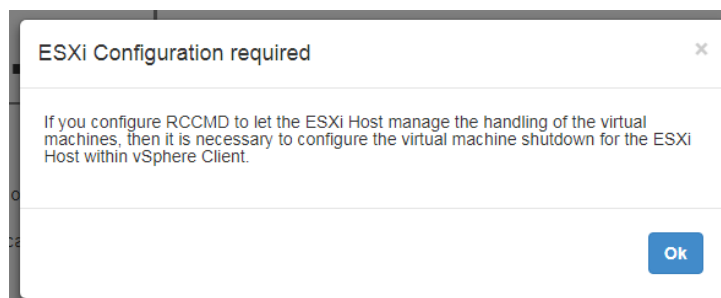 ESXi Configuration required
×
If you configure RCCMD to let the ESXi Host manage the handling of the virtual
machines, then it is necessary to configure the virtual machine shutdown for the ESXi
Host within vSphere Client.
Ok